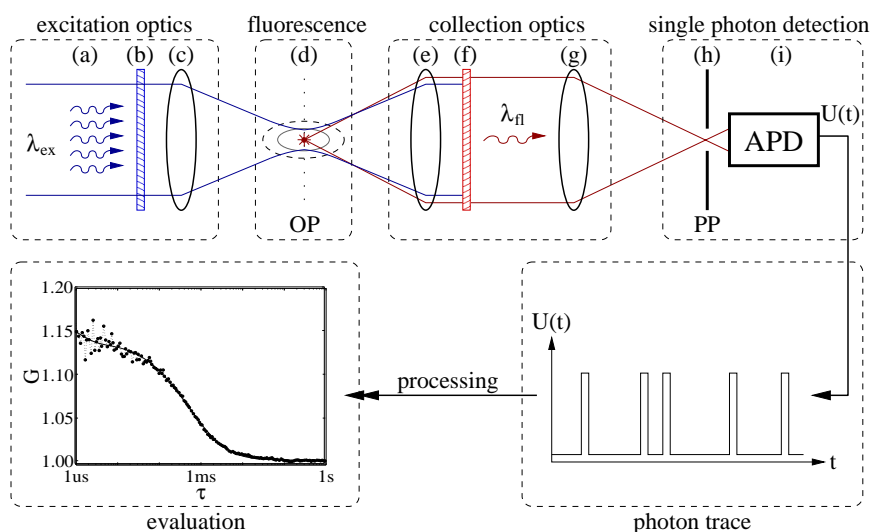 excitation optics fluorescence collection optics single photon detection
(a) (b) (c) (d) (e) (f) (g) (h) (i)
λex λfl APD U(t)
OP PP
1.20
1.15
G
1.10
1.05
1.00
1us 1ms 1s
τ
evaluation
processing
U(t)
t
photon trace